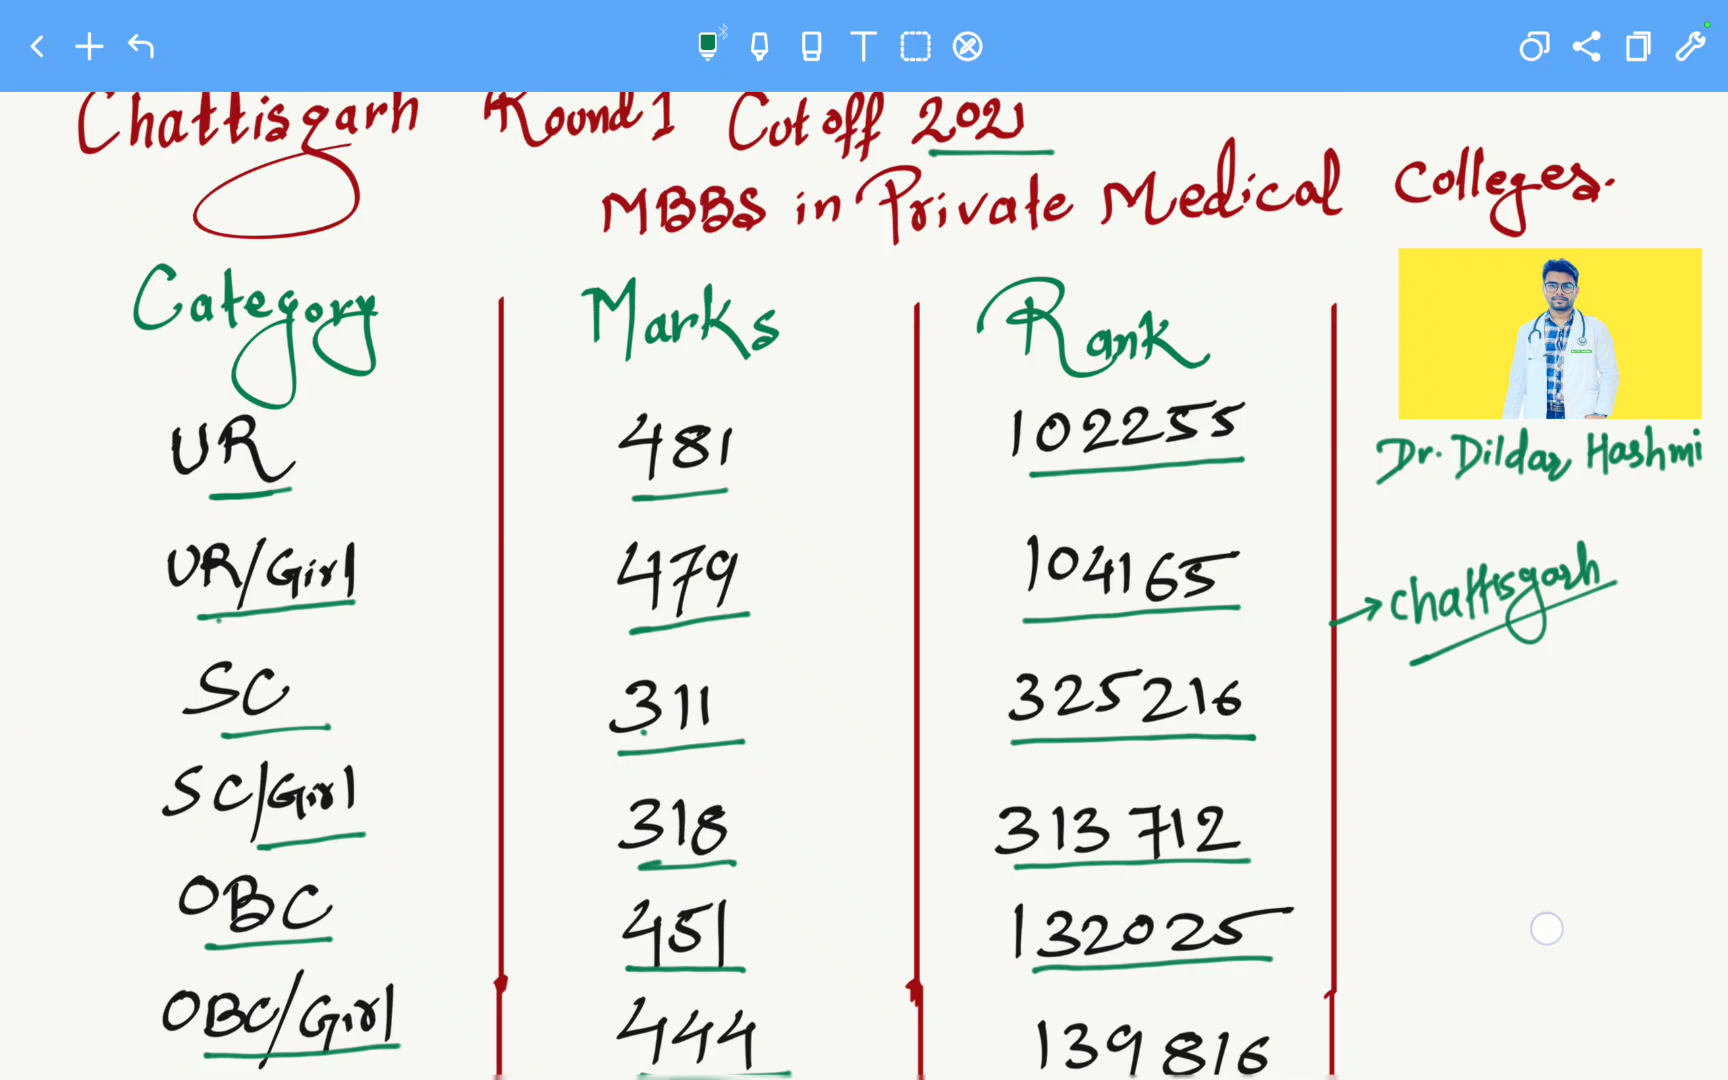 Chattisgarh Round 1 Cut off 2021
MBBS in Private Medical Colleges.
Category Marks Rank
UR 481 102255
Dr. Dildar Hashmi
UR/Girl 479 104165
→ Chattisgarh
SC 311 325216
SC/Girl 318 313712
OBC 451 132025
OBC/Girl 444 139816